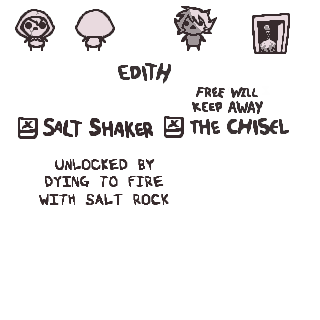 EDITH
FREE WILL
KEEP AWAY
SALT SHAKER
THE CHISEL
UNLOCKED BY
DYING TO FIRE
WITH SALT ROCK